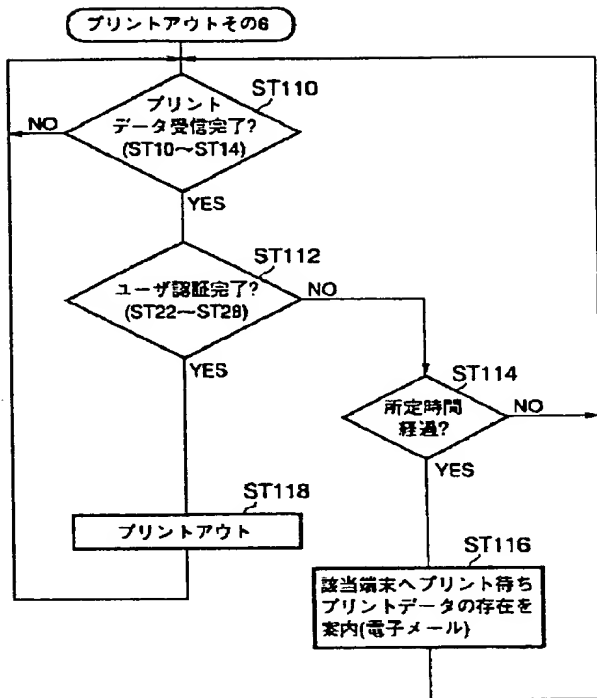 プリントアウトその6
ST110
プリント
データ受信完了?
(ST10〜ST14)
NO
YES
ST112
ユーザ認証完了?
(ST22〜ST28)
NO
YES
ST114
所定時間
経過?
NO
YES
ST118
プリントアウト
ST116
該当端末へプリント待ち
プリントデータの存在を
案内(電子メール)